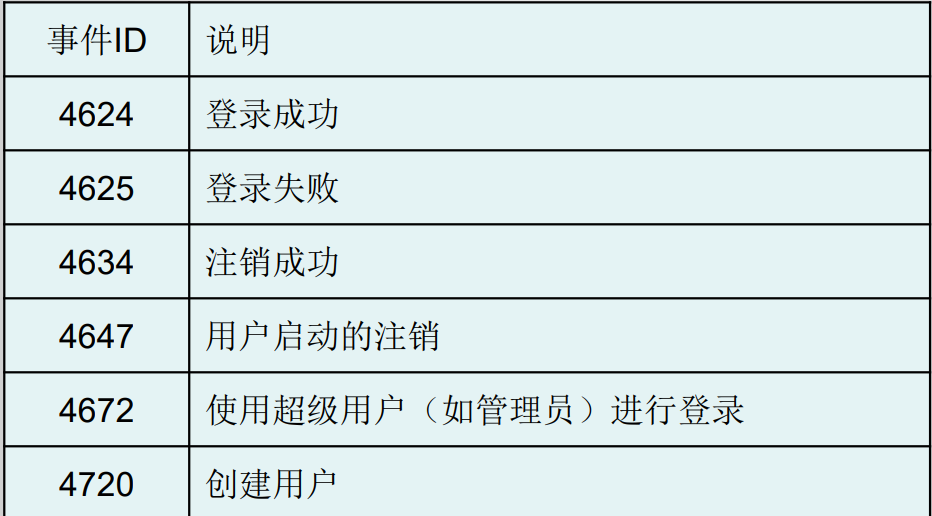 事件ID 说明
4624 登录成功
4625 登录失败
4634 注销成功
4647 用户启动的注销
4672 使用超级用户（如管理员）进行登录
4720 创建用户